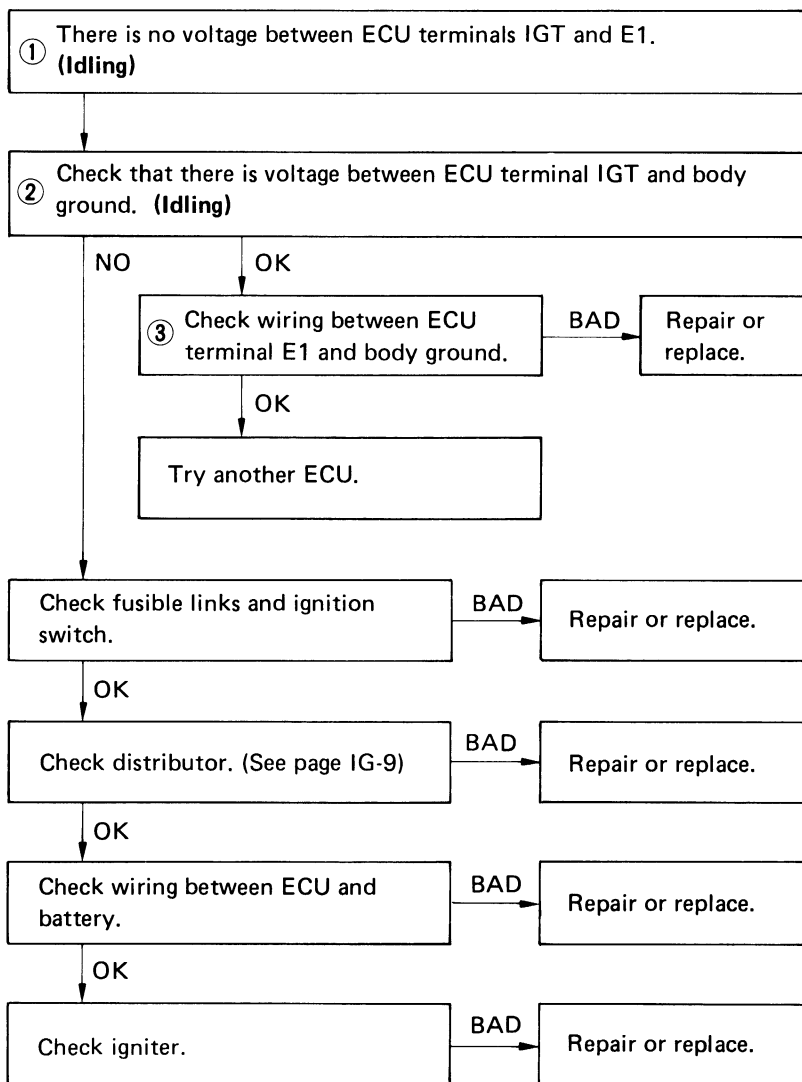 ① There is no voltage between ECU terminals IGT and E1.
(Idling)
② Check that there is voltage between ECU terminal IGT and body
ground. (Idling)
NO
OK
③ Check wiring between ECU
terminal E1 and body ground.
BAD
Repair or
replace.
OK
Try another ECU.
Check fusible links and ignition
switch.
BAD
Repair or replace.
OK
Check distributor. (See page IG-9)
BAD
Repair or replace.
OK
Check wiring between ECU and
battery.
BAD
Repair or replace.
OK
Check igniter.
BAD
Repair or replace.